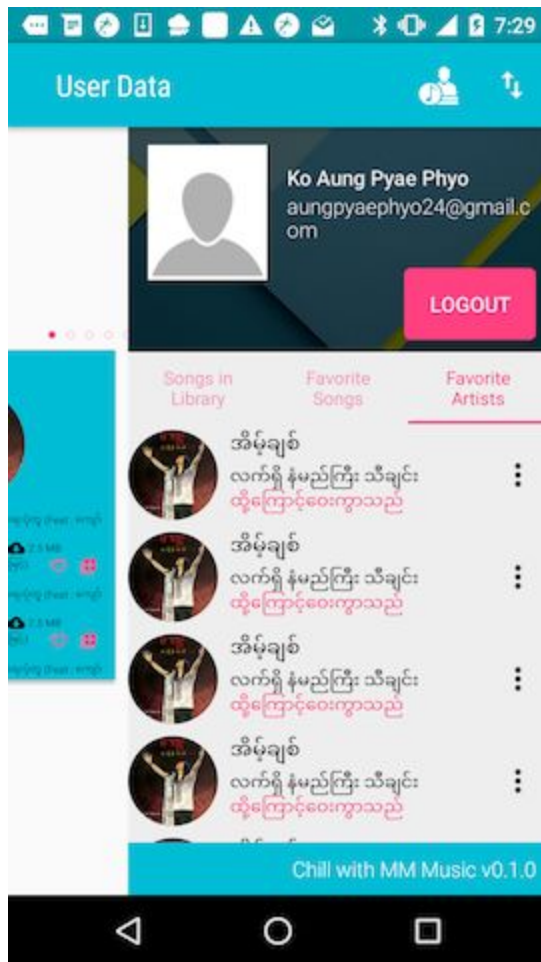 7:29
User Data
Ko Aung Pyae Phyo
aungpyaephyo24@gmail.c
om
LOGOUT
Songs in
Library
Favorite
Songs
Favorite
Artists
အိမ့်ချစ်
လက်ရှိ နံမည်ကြီး သီချင်း
ထို့ကြောင့်ဝေးကွာသည်
အိမ့်ချစ်
လက်ရှိ နံမည်ကြီး သီချင်း
ထို့ကြောင့်ဝေးကွာသည်
အိမ့်ချစ်
လက်ရှိ နံမည်ကြီး သီချင်း
ထို့ကြောင့်ဝေးကွာသည်
အိမ့်ချစ်
လက်ရှိ နံမည်ကြီး သီချင်း
ထို့ကြောင့်ဝေးကွာသည်
2.5 MB
Chill with MM Music v0.1.0